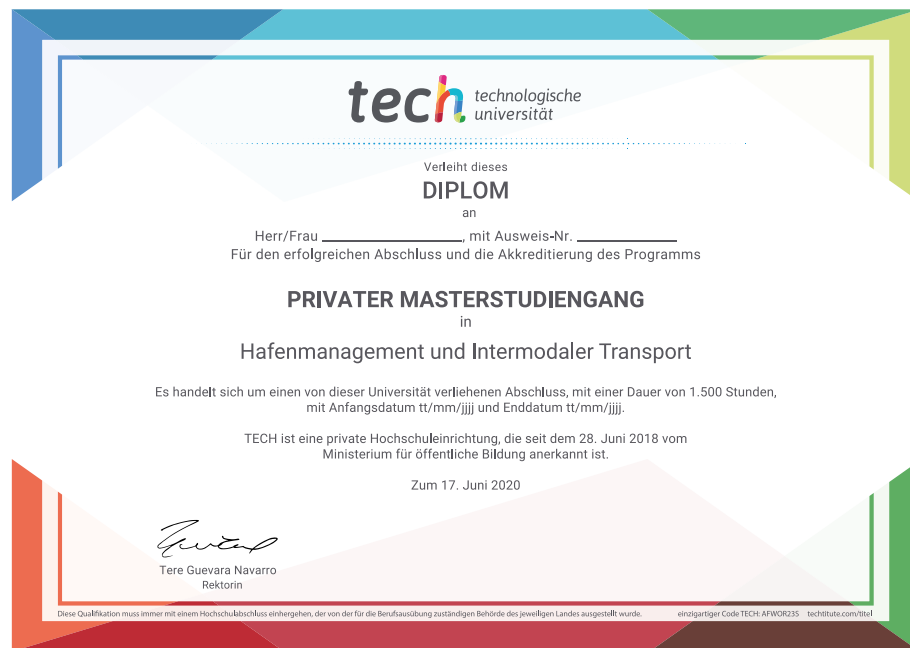 tech technologische
universität
Verleiht dieses
DIPLOM
an
Herr/Frau ____________________, mit Ausweis-Nr. ______________
Für den erfolgreichen Abschluss und die Akkreditierung des Programms
PRIVATER MASTERSTUDIENGANG
in
Hafenmanagement und Intermodaler Transport
Es handelt sich um einen von dieser Universität verliehenen Abschluss, mit einer Dauer von 1.500 Stunden,
mit Anfangsdatum tt/mm/jjjj und Enddatum tt/mm/jjjj.
TECH ist eine private Hochschuleinrichtung, die seit dem 28. Juni 2018 vom
Ministerium für öffentliche Bildung anerkannt ist.
Zum 17. Juni 2020
Tere Guevara Navarro
Rektorin
Diese Qualifikation muss immer mit einem Hochschulabschluss einhergehen, der von der für die Berufsausübung zuständigen Behörde des jeweiligen Landes ausgestellt wurde. einzigartiger Code TECH: AFWOR23S techtitute.com/titel